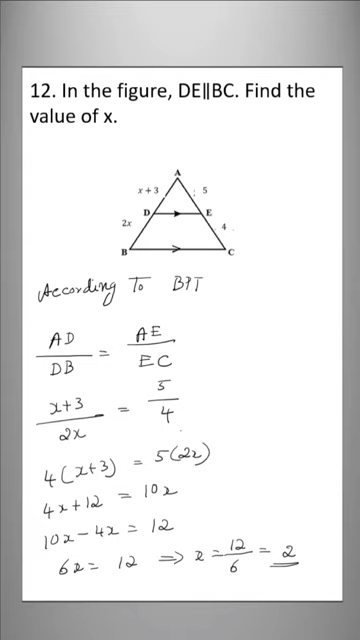 12. In the figure, DE∥BC. Find the
value of x.
A
x + 3
5
D
E
2x
4
B
C
According To BPT
AD/DB = AE/EC
x+3/2x = 5/4
4(x+3) = 5(2x)
4x+12 = 10x
10x-4x = 12
6x = 12 ⇒ x = 12/6 = 2